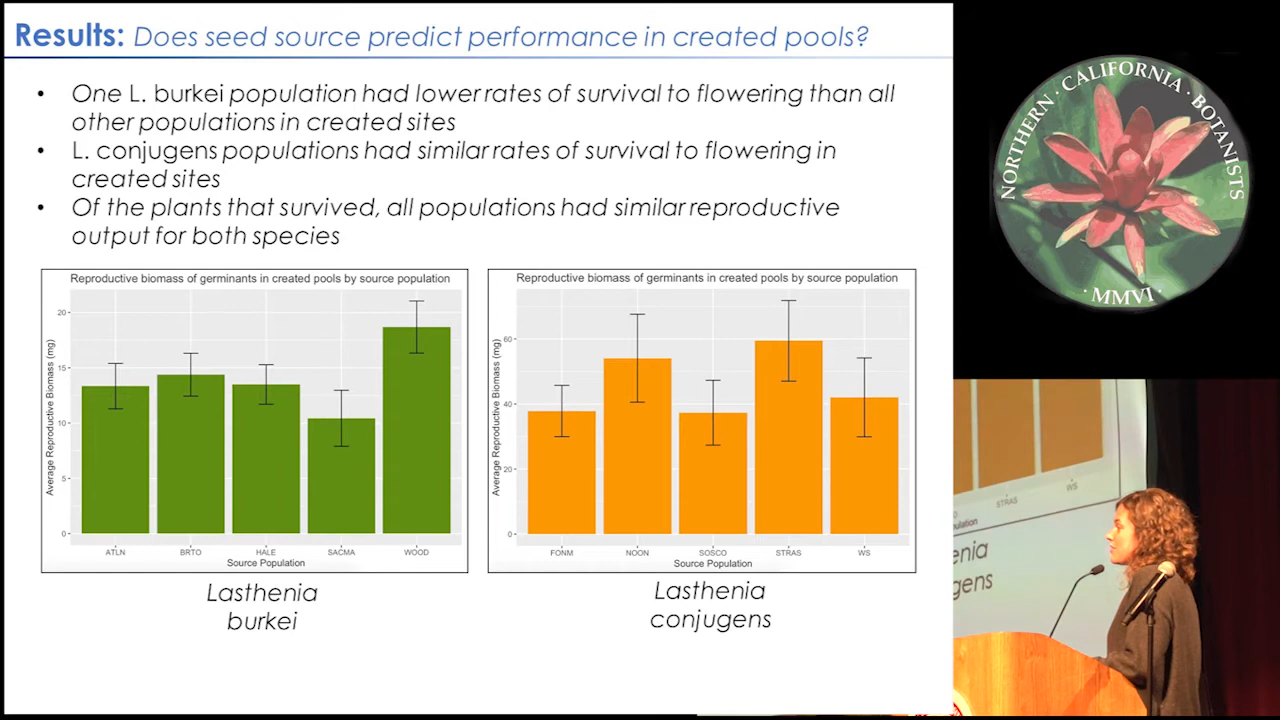 Results: Does seed source predict performance in created pools?
• One L. burkei population had lower rates of survival to flowering than all
other populations in created sites
• L. conjugens populations had similar rates of survival to flowering in
created sites
• Of the plants that survived, all populations had similar reproductive
output for both species
Reproductive biomass of germinants in created pools by source population
Average Reproductive Biomass (mg)
20
15
10
5
0
ATLN BRTO HALE SACMA WOOD
Source Population
Lasthenia
burkei
Reproductive biomass of germinants in created pools by source population
Average Reproductive Biomass (mg)
60
40
20
0
FONM NOON SOSCO STRAS WS
Source Population
Lasthenia
conjugens
NORTHERN · CALIFORNIA · BOTANISTS
· MMVI ·
STRAS WS
pulation
enia
gens